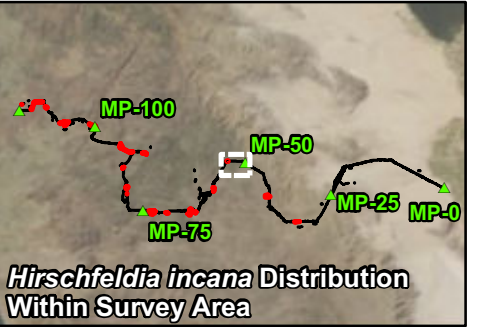 MP-100
MP-50
MP-25
MP-0
MP-75
Hirschfeldia incana Distribution
Within Survey Area